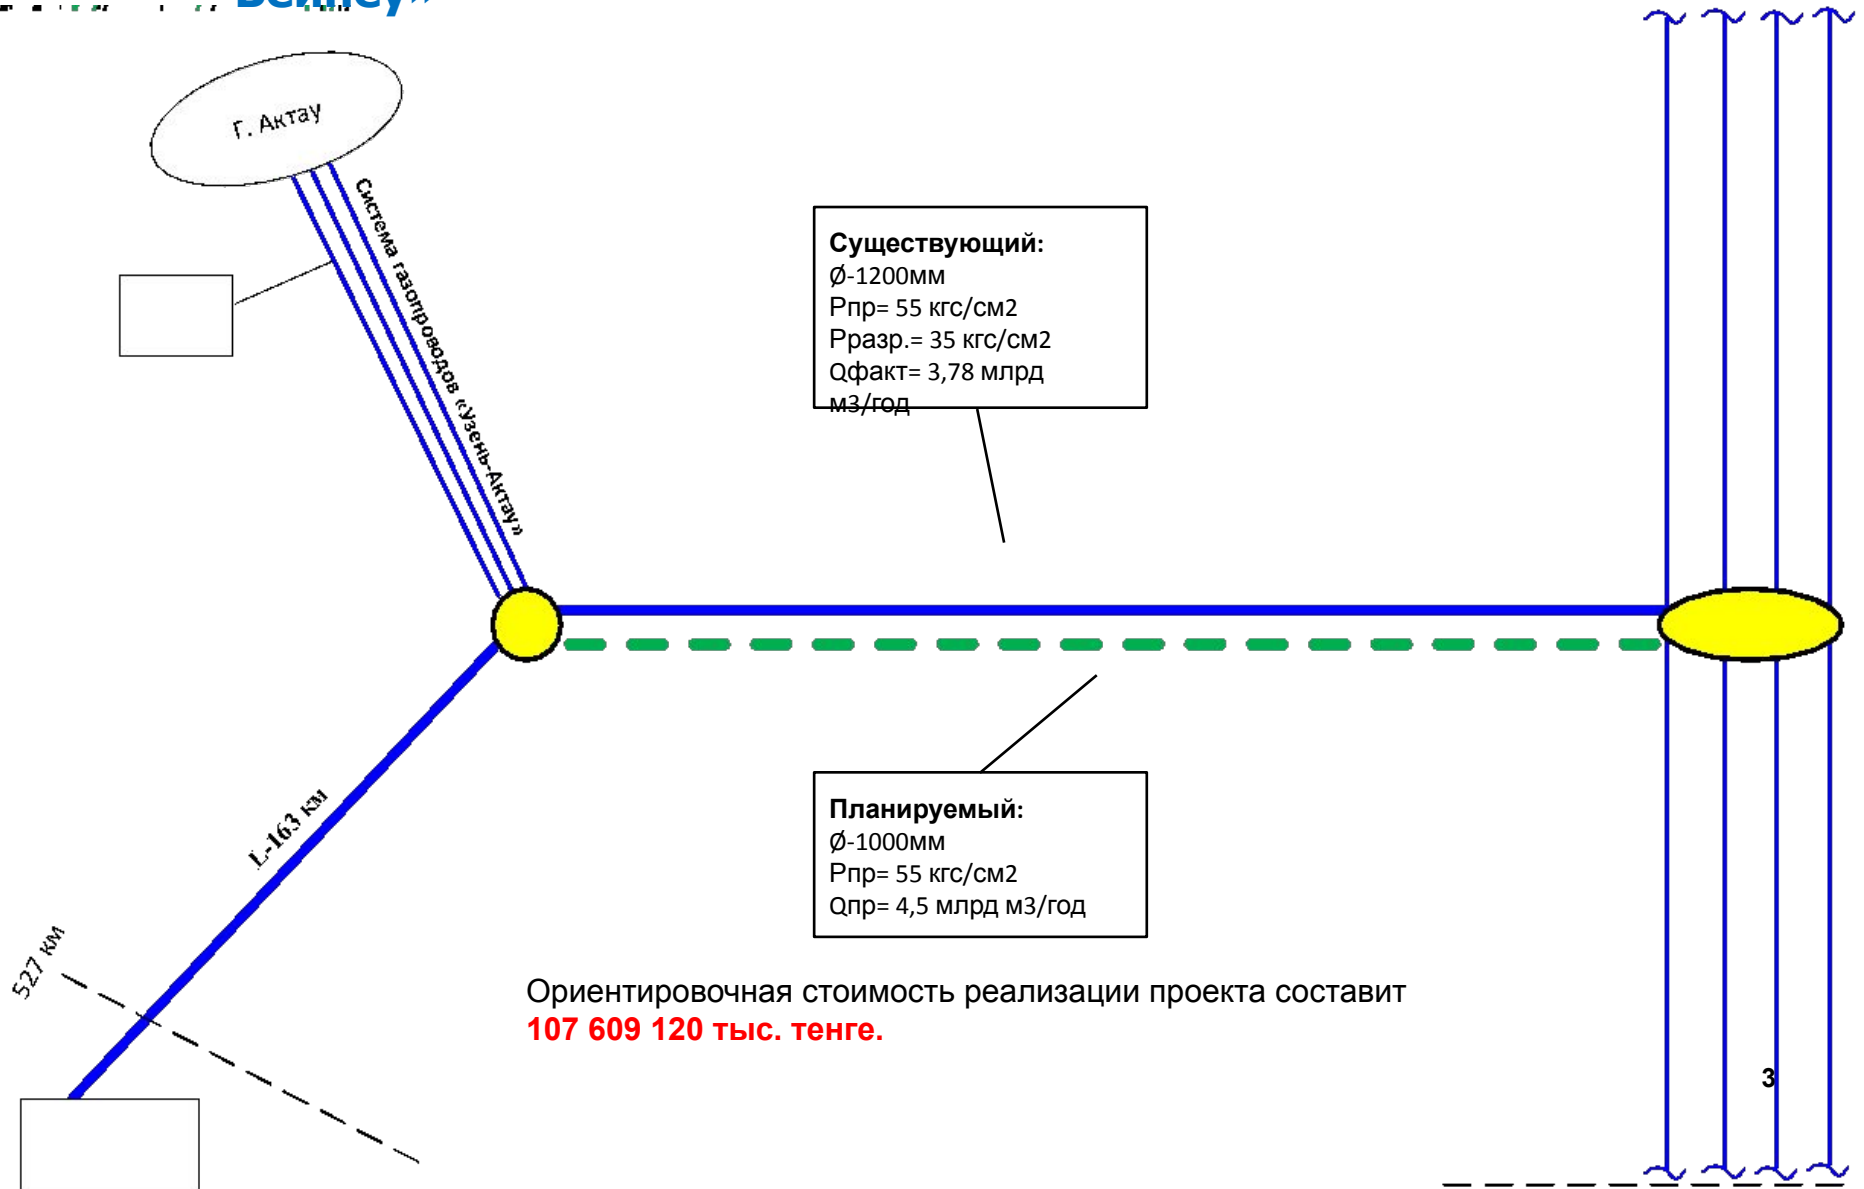 Бейнеу»
Г. Актау
Система газопроводов «Узень-Актау»
Существующий:
Ø-1200мм
Рпр= 55 кгс/см2
Рразр.= 35 кгс/см2
Qфакт= 3,78 млрд
м3/год
L-163 км
527 км
Планируемый:
Ø-1000мм
Рпр= 55 кгс/см2
Qпр= 4,5 млрд м3/год
Ориентировочная стоимость реализации проекта составит
107 609 120 тыс. тенге.
3